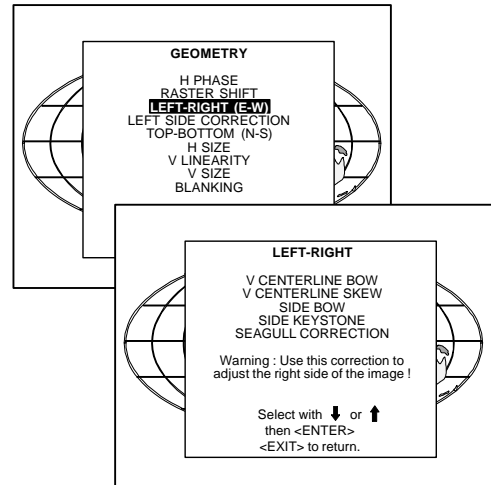 GEOMETRY
H PHASE
RASTER SHIFT
LEFT-RIGHT (E-W)
LEFT SIDE CORRECTION
TOP-BOTTOM (N-S)
H SIZE
V LINEARITY
V SIZE
BLANKING
LEFT-RIGHT
V CENTERLINE BOW
V CENTERLINE SKEW
SIDE BOW
SIDE KEYSTONE
SEAGULL CORRECTION
Warning : Use this correction to
adjust the right side of the image !
Select with ⬇ or ⬆
then <ENTER>
<EXIT> to return.